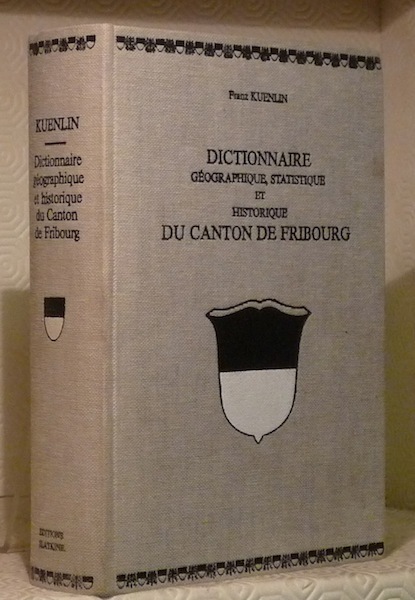 KUENLIN
Dictionnaire
géographique
et historique
du Canton
de Fribourg
EDITIONS
SLATKINE
Franz KUENLIN
DICTIONNAIRE
GÉOGRAPHIQUE, STATISTIQUE
ET
HISTORIQUE
DU CANTON DE FRIBOURG